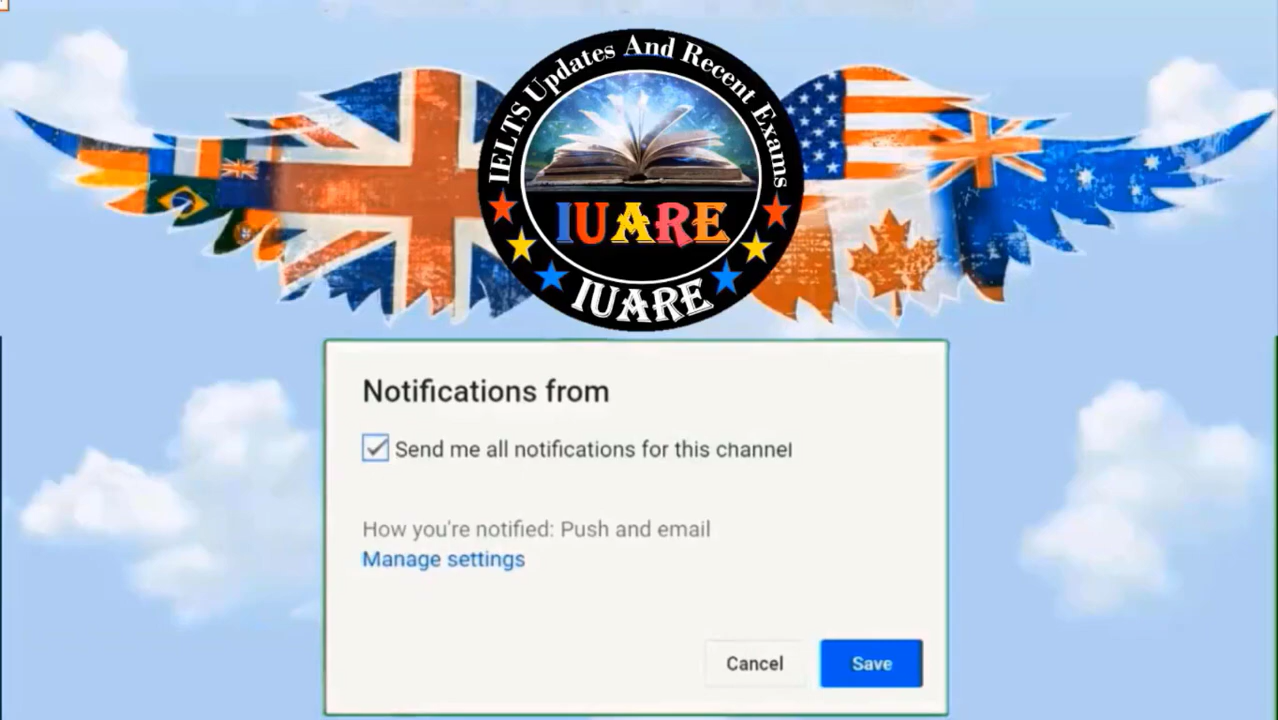 IELTS Updates And Recent Exams
IUARE
IUARE
Notifications from
Send me all notifications for this channel
How you're notified: Push and email
Manage settings
Cancel
Save